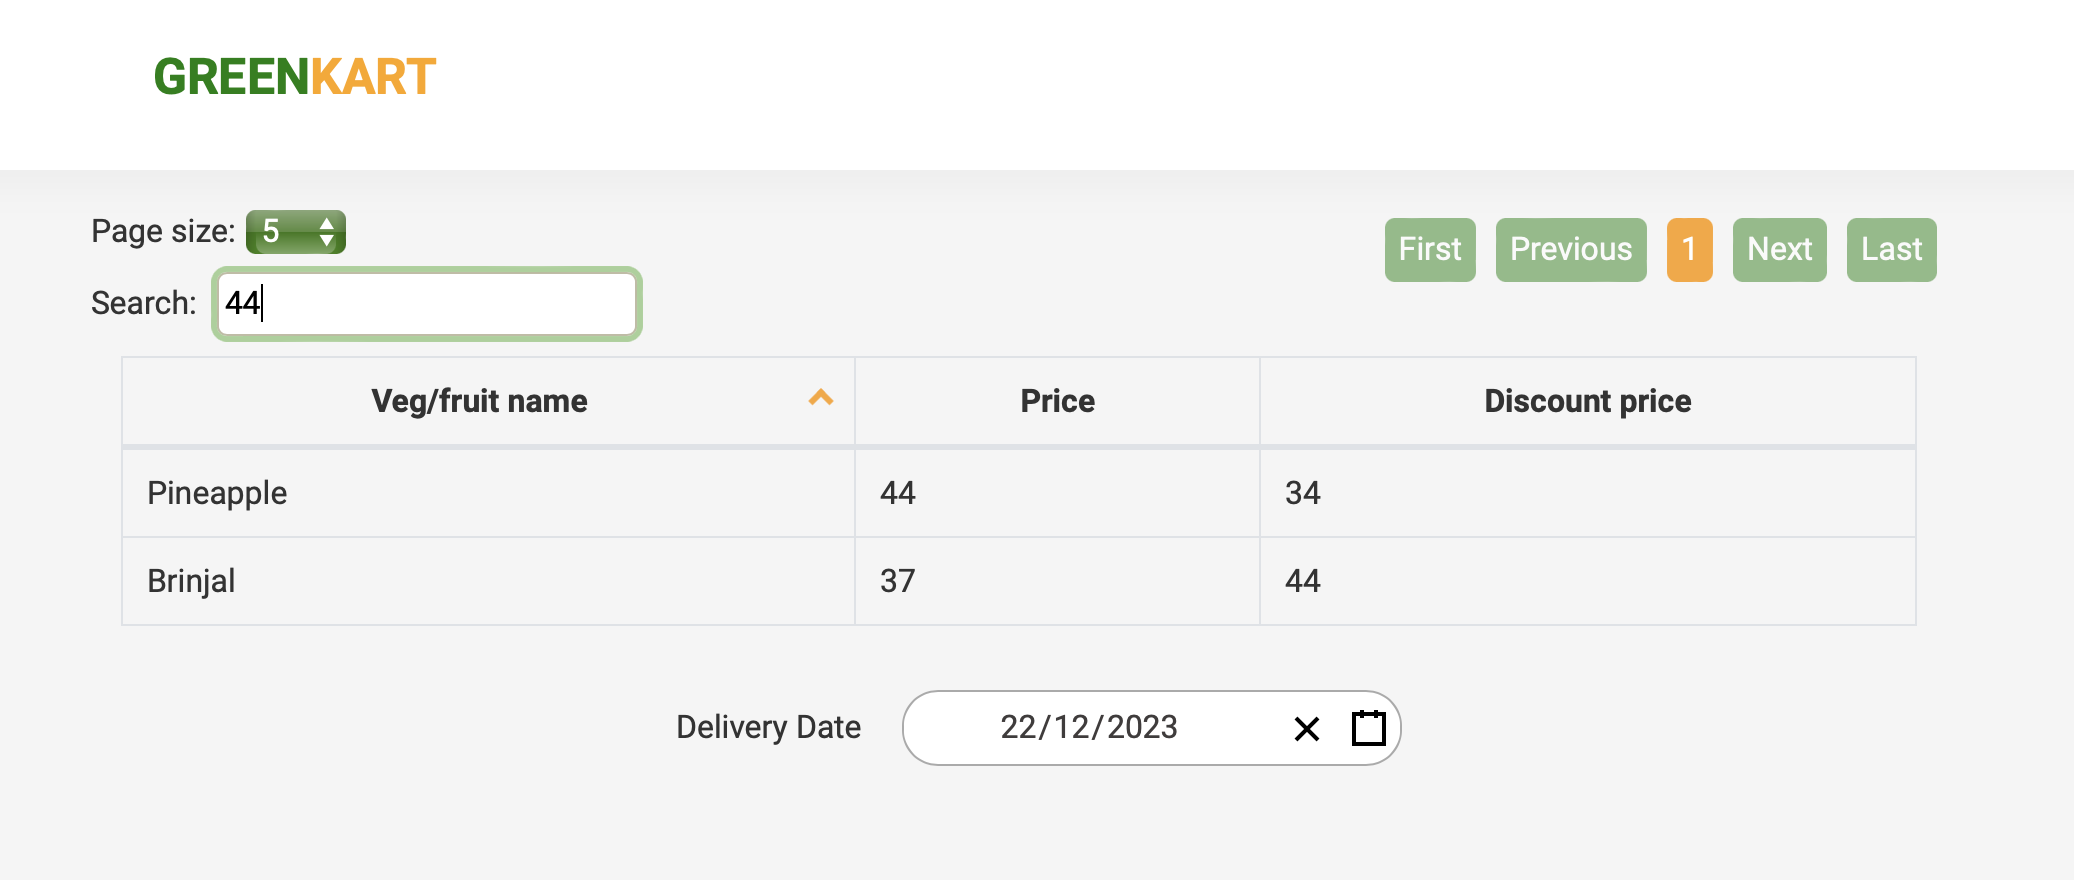 GREENKART
Page size: 5
First Previous 1 Next Last
Search: 44
Veg/fruit name Price Discount price
Pineapple 44 34
Brinjal 37 44
Delivery Date 22/12/2023